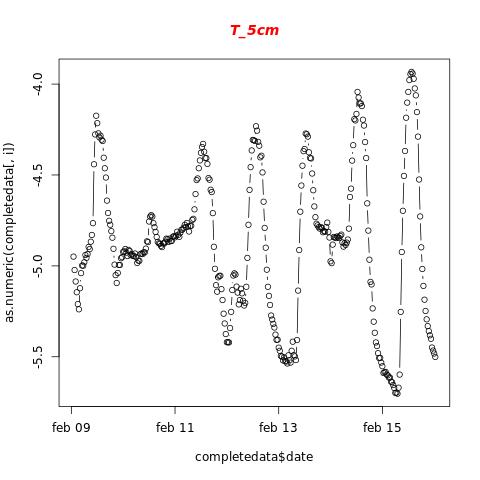 T_5cm
as.numeric(completedata[, i])
-4.0
-4.5
-5.0
-5.5
feb 09 feb 11 feb 13 feb 15
completedata$date